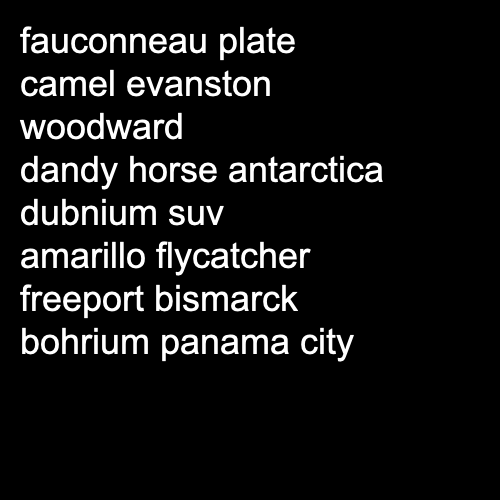 fauconneau plate
camel evanston
woodward
dandy horse antarctica
dubnium suv
amarillo flycatcher
freeport bismarck
bohrium panama city